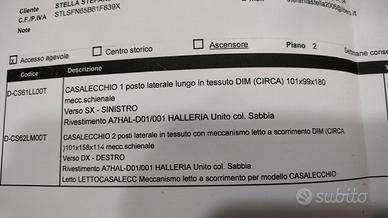 Cliente
STELLA STEFAN
C.F./P.IVA
STLSFN65B61F839X
Note
x Accesso agevole
Centro storico
Ascensore
Piano 2
Settimane conse
Codice
Descrizione
D-CS61LL00T
CASALECCHIO 1 posto laterale lungo in tessuto DIM (CIRCA) 101x99x180
mecc.schienale
Verso SX - SINISTRO
Rivestimento A7HAL-D01/001 HALLERIA Unito col. Sabbia
D-CS62LM00T
CASALECCHIO 2 posti laterale in tessuto con meccanismo letto a scorrimento DIM (CIRCA
)101x158x114 mecc.schienale
Verso DX - DESTRO
Rivestimento A7HAL-D01/001 HALLERIA Unito col. Sabbia
Letto LETTOCASALECC Meccanismo letto a scorrimento per modello CASALECCHIO
subito